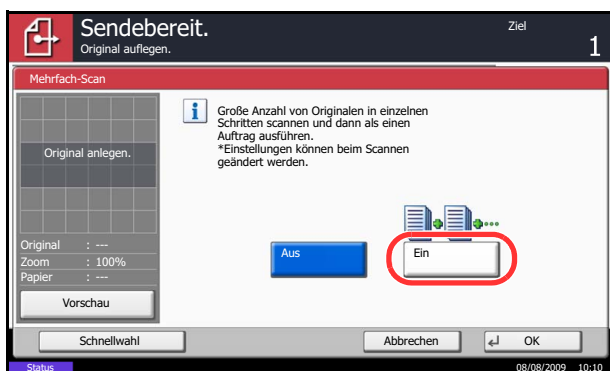 Sendebereit.
Original auflegen.
Ziel
1
Mehrfach-Scan
Original anlegen.
Große Anzahl von Originalen in einzelnen
Schritten scannen und dann als einen
Auftrag ausführen.
*Einstellungen können beim Scannen
geändert werden.
Aus
Ein
Original : ---
Zoom : 100%
Papier : ---
Vorschau
Schnellwahl
Abbrechen
OK
Status
08/08/2009 10:10